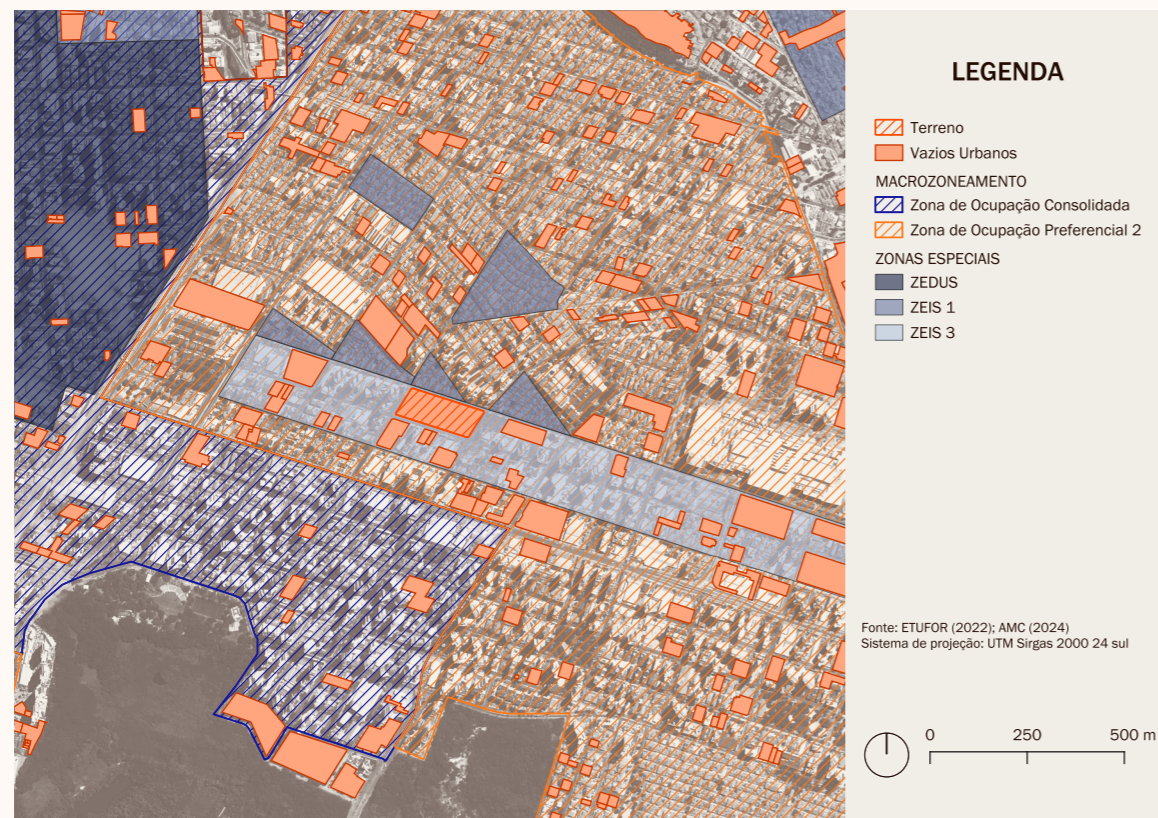 LEGENDA
Terreno
Vazios Urbanos
MACROZONEAMENTO
Zona de Ocupação Consolidada
Zona de Ocupação Preferencial 2
ZONAS ESPECIAIS
ZEDUS
ZEIS 1
ZEIS 3
Fonte: ETUFOR (2022); AMC (2024)
Sistema de projeção: UTM Sirgas 2000 24 sul
0 250 500 m